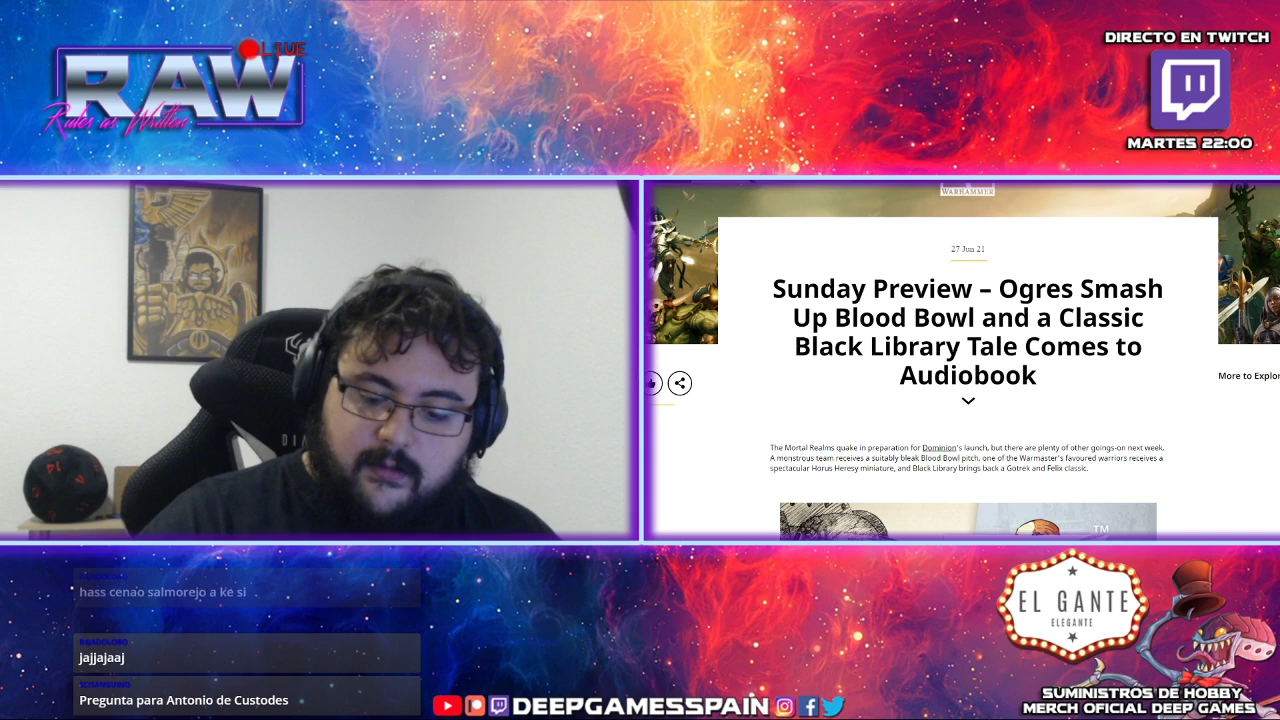 LIVE
RAW
Rules as Written
DIRECTO EN TWITCH
MARTES 22:00
WARHAMMER
27 Jun 21
Sunday Preview – Ogres Smash
Up Blood Bowl and a Classic
Black Library Tale Comes to
Audiobook
More to Explor
The Mortal Realms quake in preparation for Dominion's launch, but there are plenty of other goings-on next week.
A monstrous team receives a suitably bleak Blood Bowl pitch, one of the Warmaster's favoured warriors receives a
spectacular Horus Heresy miniature, and Black Library brings back a Gotrek and Felix classic.
TM
14
hass cenao salmorejo a ke si
jajjajaaj
Pregunta para Antonio de Custodes
DEEPGAMESSPAIN
EL GANTE
ELEGANTE
SUMINISTROS DE HOBBY
MERCH OFICIAL DEEP GAMES